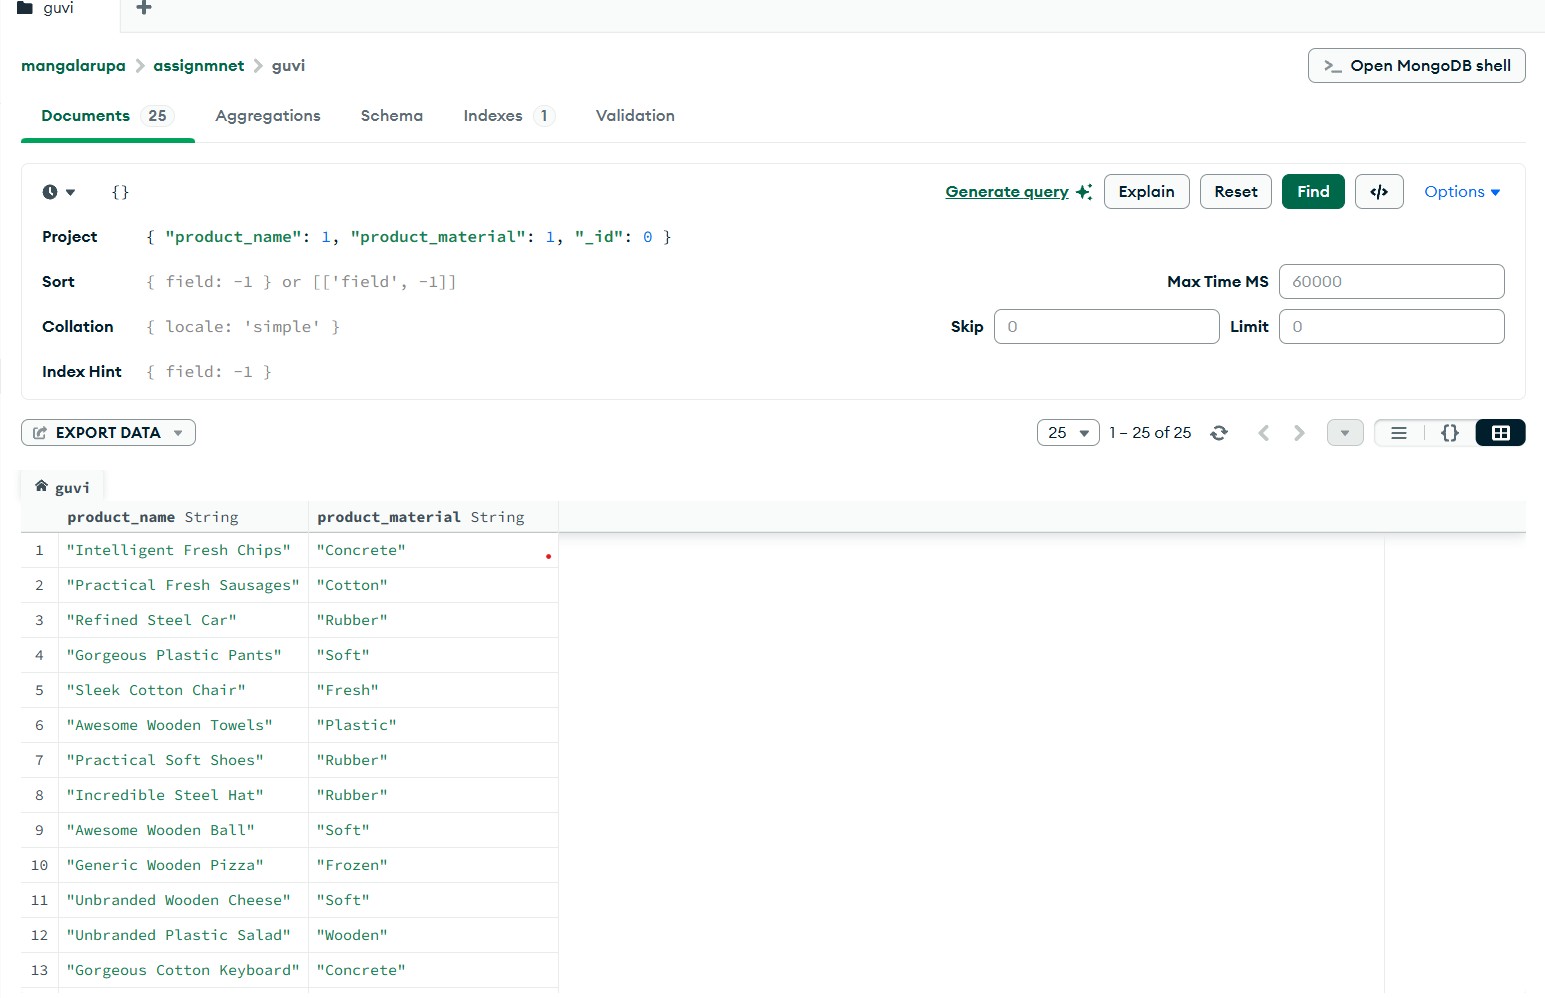 guvi
mangalarupa > assignmnet > guvi
>_ Open MongoDB shell
Documents 25 Aggregations Schema Indexes 1 Validation
{} Generate query Explain Reset Find </> Options
Project { "product_name": 1, "product_material": 1, "_id": 0 }
Sort { field: -1 } or [['field', -1]] Max Time MS 60000
Collation { locale: 'simple' } Skip 0 Limit 0
Index Hint { field: -1 }
EXPORT DATA 25 1 – 25 of 25 {}
guvi
product_name String product_material String
1 "Intelligent Fresh Chips" "Concrete"
2 "Practical Fresh Sausages" "Cotton"
3 "Refined Steel Car" "Rubber"
4 "Gorgeous Plastic Pants" "Soft"
5 "Sleek Cotton Chair" "Fresh"
6 "Awesome Wooden Towels" "Plastic"
7 "Practical Soft Shoes" "Rubber"
8 "Incredible Steel Hat" "Rubber"
9 "Awesome Wooden Ball" "Soft"
10 "Generic Wooden Pizza" "Frozen"
11 "Unbranded Wooden Cheese" "Soft"
12 "Unbranded Plastic Salad" "Wooden"
13 "Gorgeous Cotton Keyboard" "Concrete"